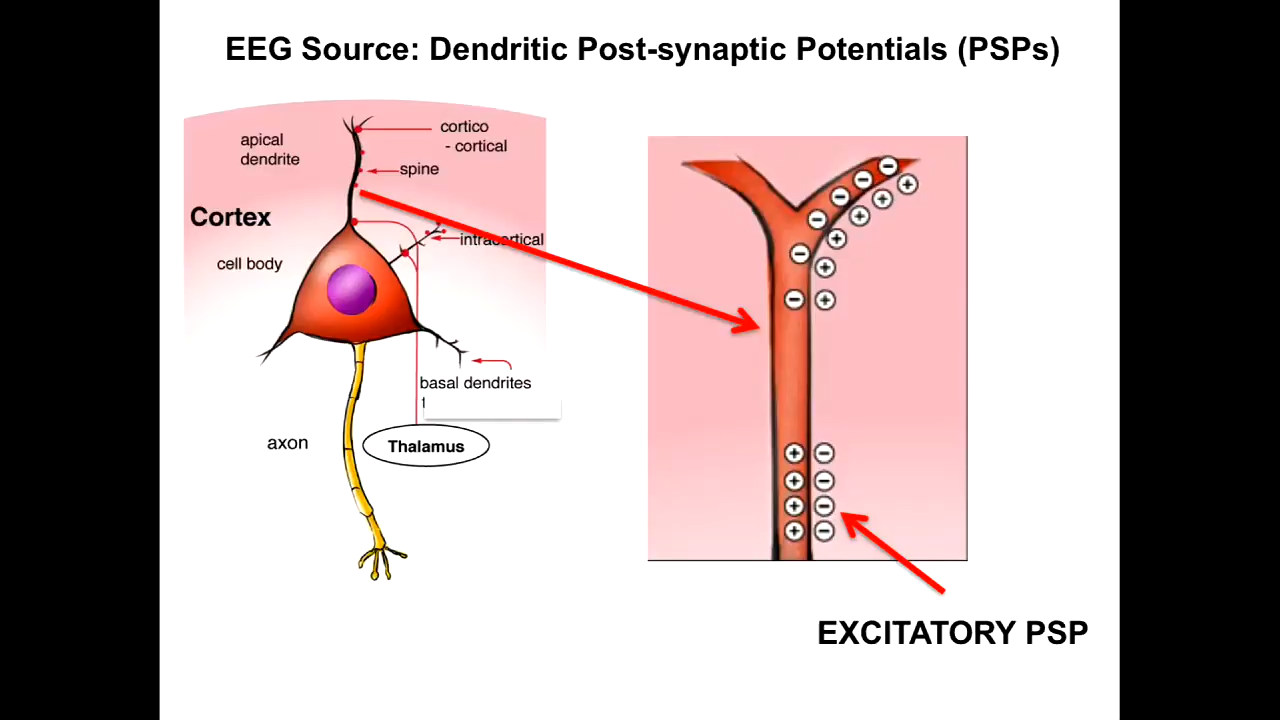 EEG Source: Dendritic Post-synaptic Potentials (PSPs)
apical
dendrite
cortico
- cortical
spine
Cortex
intracortical
cell body
basal dendrites
axon
Thalamus
EXCITATORY PSP